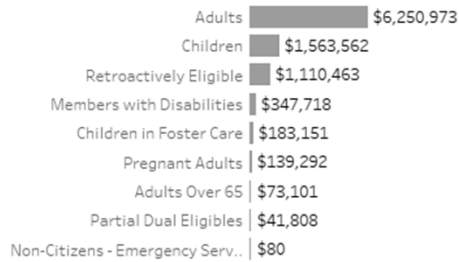 Adults $6,250,973
Children $1,563,562
Retroactively Eligible $1,110,463
Members with Disabilities $347,718
Children in Foster Care $183,151
Pregnant Adults $139,292
Adults Over 65 $73,101
Partial Dual Eligibles $41,808
Non-Citizens - Emergency Serv.. $80